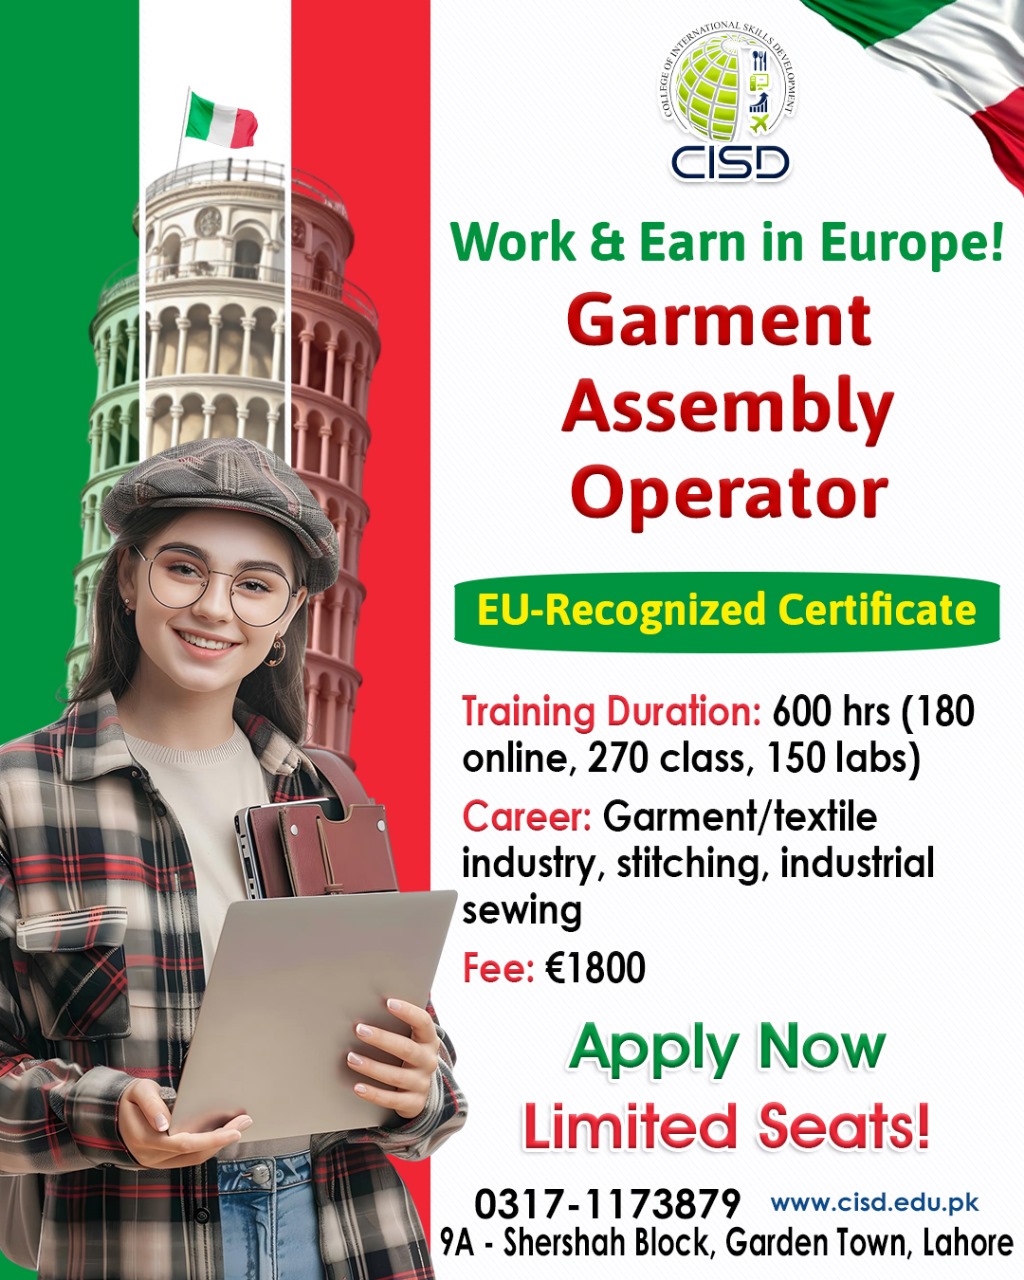 COLLEGE OF INTERNATIONAL SKILLS DEVELOPMENT
CISD
Work & Earn in Europe!
Garment
Assembly
Operator
EU-Recognized Certificate
Training Duration: 600 hrs (180
online, 270 class, 150 labs)
Career: Garment/textile
industry, stitching, industrial
sewing
Fee: €1800
Apply Now
Limited Seats!
0317-1173879 www.cisd.edu.pk
9A - Shershah Block, Garden Town, Lahore